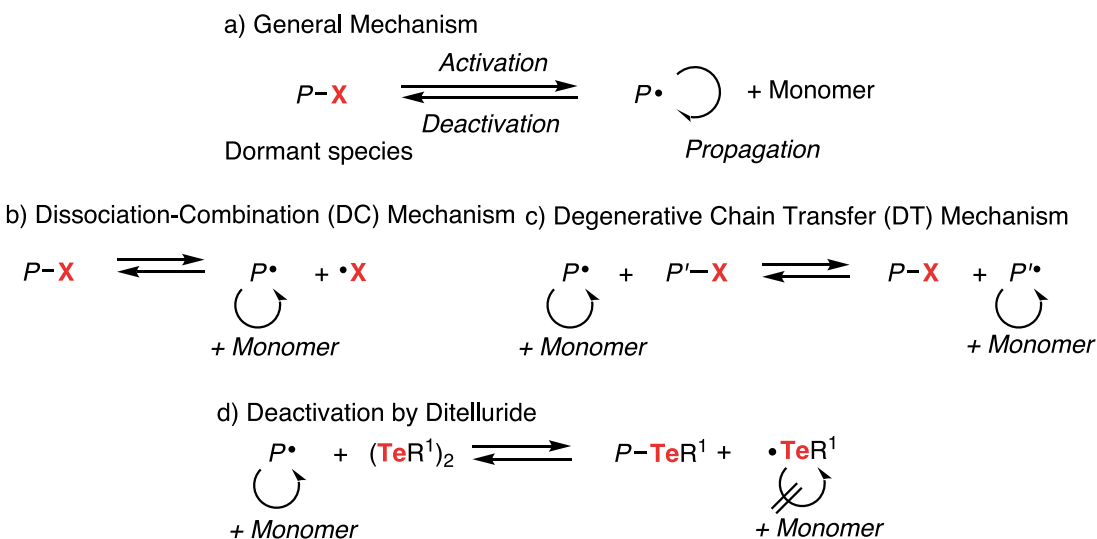 a) General Mechanism
Activation
P–X P• + Monomer
Deactivation
Dormant species Propagation
b) Dissociation-Combination (DC) Mechanism c) Degenerative Chain Transfer (DT) Mechanism
P–X P• + •X P• + P'–X P–X + P'•
+ Monomer + Monomer + Monomer
d) Deactivation by Ditelluride
P• + (TeR¹)₂ P–TeR¹ + •TeR¹
+ Monomer + Monomer